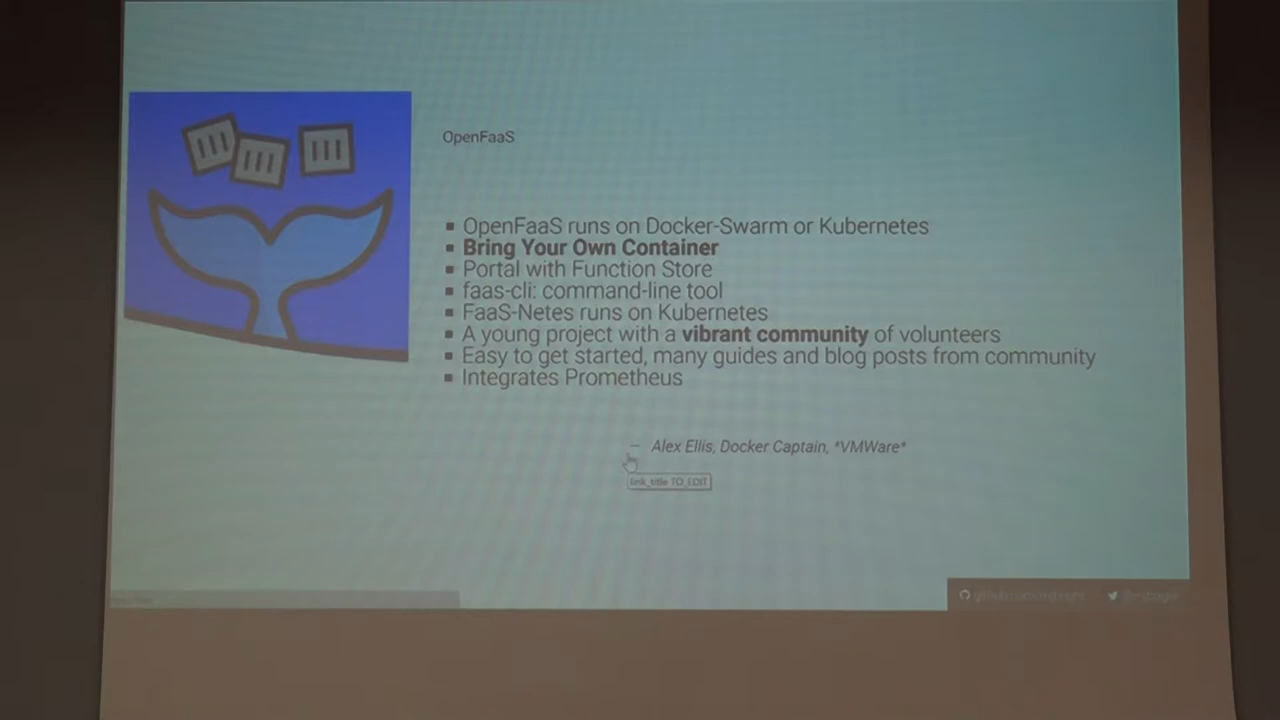 OpenFaaS
▪ OpenFaaS runs on Docker-Swarm or Kubernetes
▪ Bring Your Own Container
▪ Portal with Function Store
▪ faas-cli: command-line tool
▪ FaaS-Netes runs on Kubernetes
▪ A young project with a vibrant community of volunteers
▪ Easy to get started, many guides and blog posts from community
▪ Integrates Prometheus
— Alex Ellis, Docker Captain, *VMWare*
link_title TO_EDIT